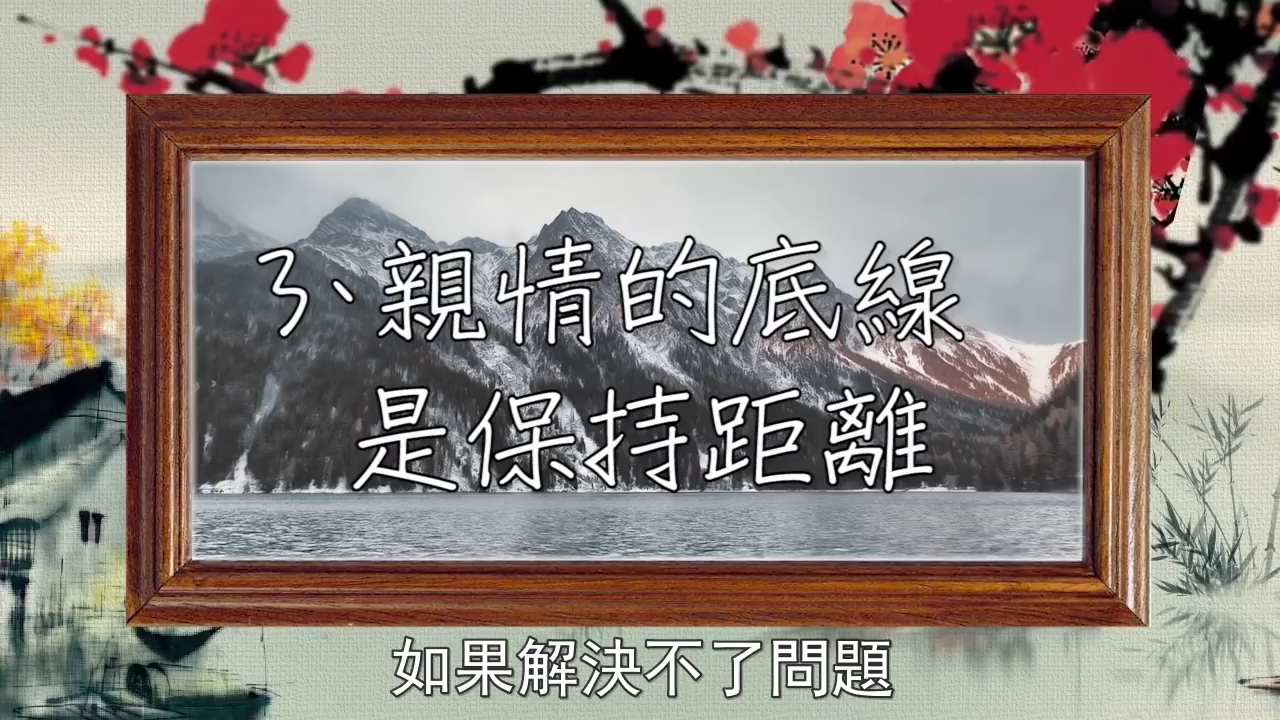 3、親情的底線
是保持距離
如果解決不了問題